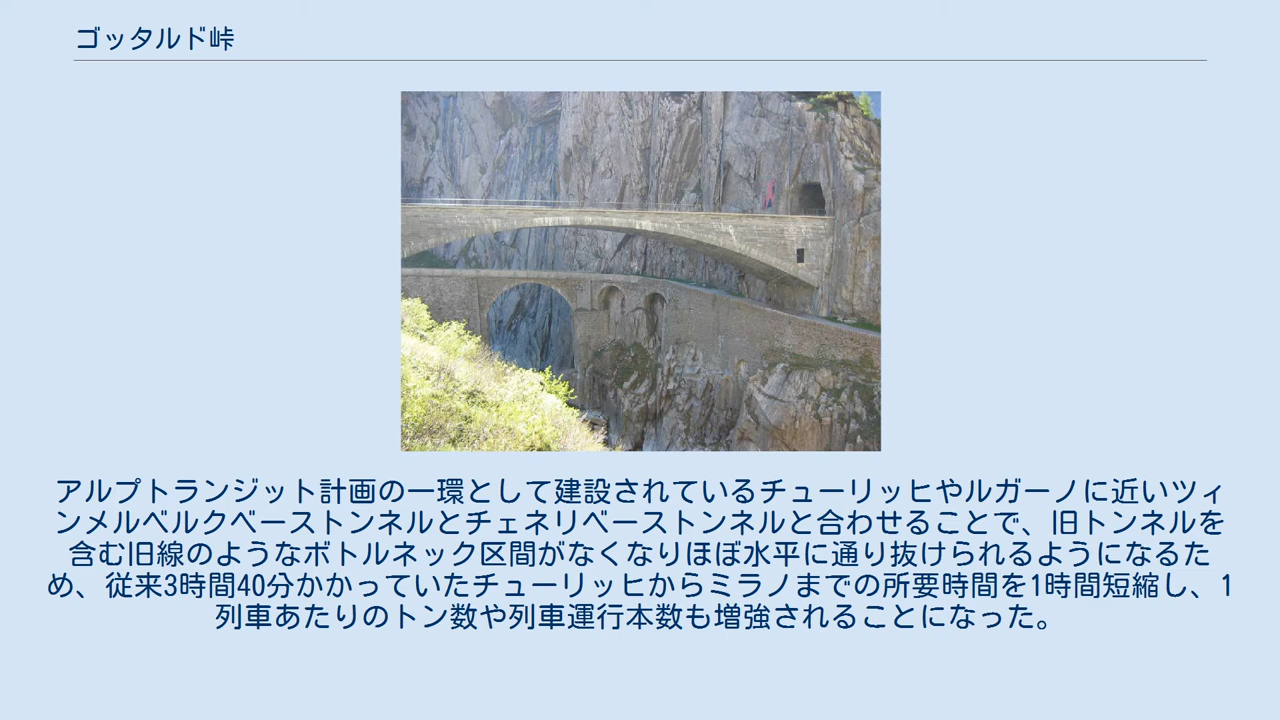 ゴッタルド峠
アルプトランジット計画の一環として建設されているチューリッヒやルガーノに近いツィ
ンメルベルクベーストンネルとチェネリベーストンネルと合わせることで、旧トンネルを
含む旧線のようなボトルネック区間がなくなりほぼ水平に通り抜けられるようになるた
め、従来3時間40分かかっていたチューリッヒからミラノまでの所要時間を1時間短縮し、1
列車あたりのトン数や列車運行本数も増強されることになった。